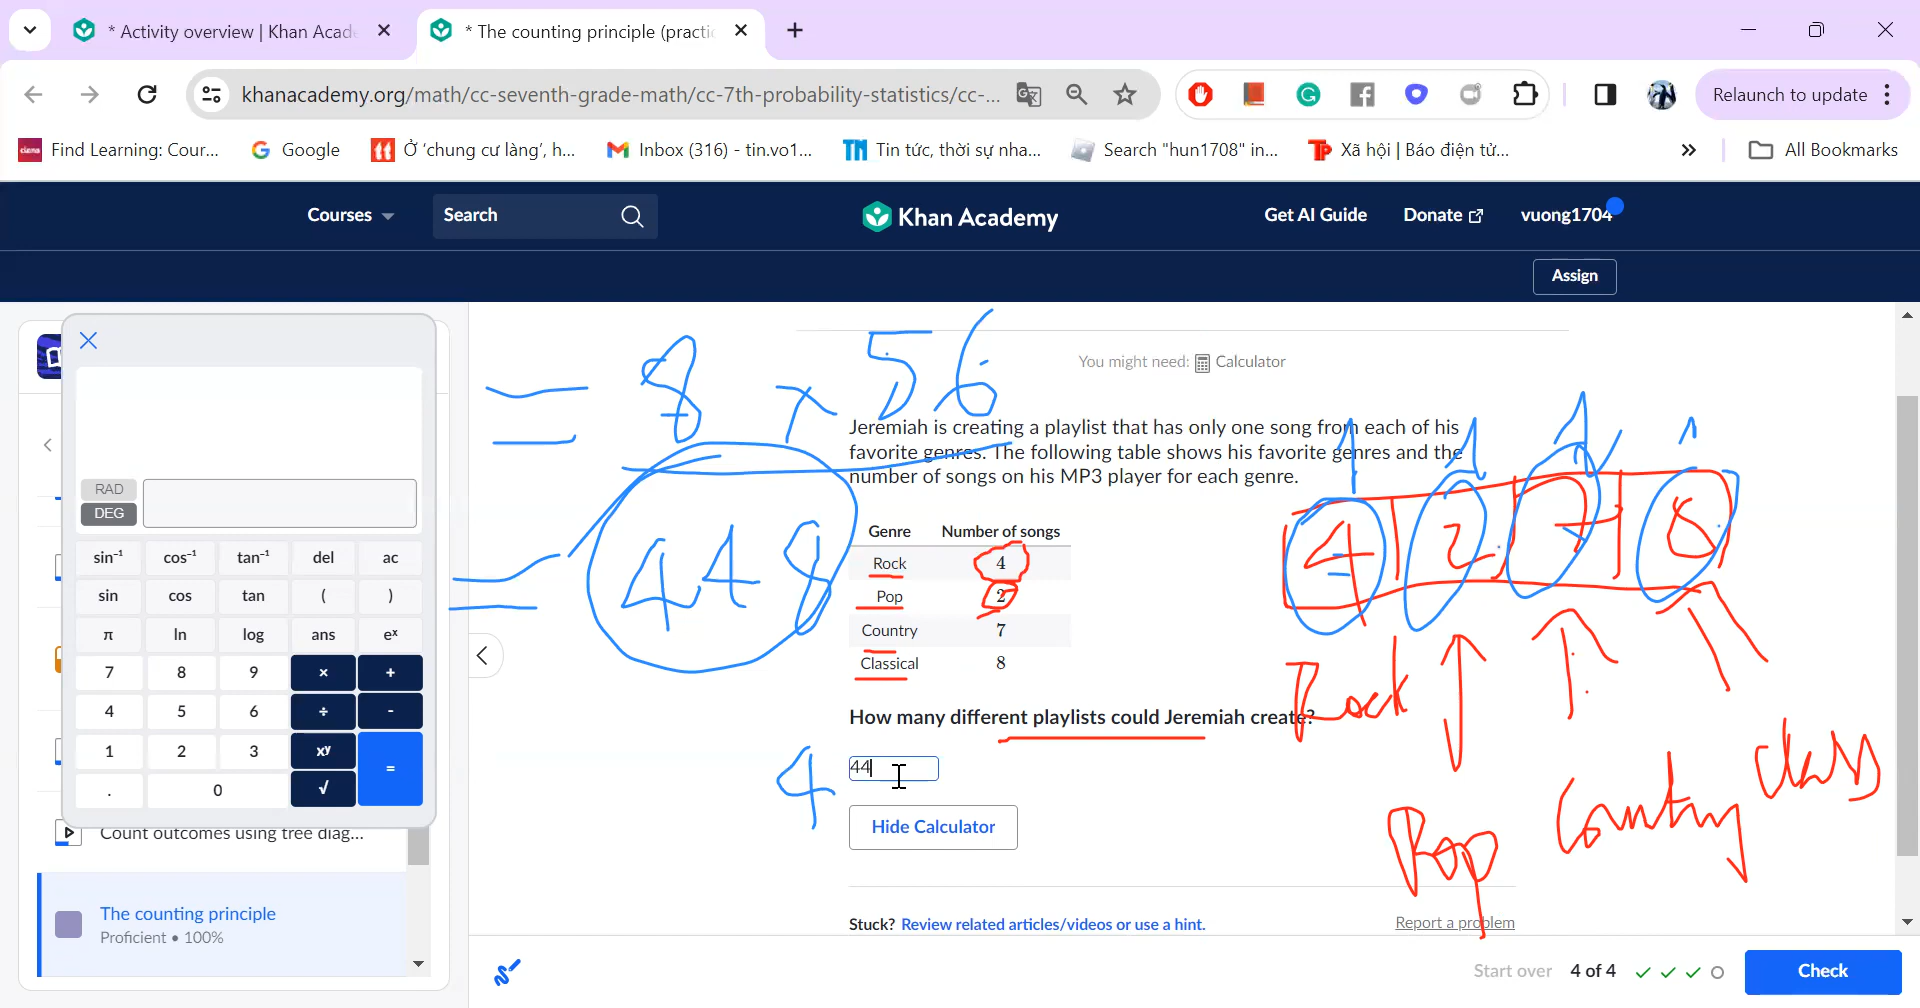 * Activity overview | Khan Acade
* The counting principle (practic
khanacademy.org/math/cc-seventh-grade-math/cc-7th-probability-statistics/cc-...
Relaunch to update
Find Learning: Cour...
Google
Ở 'chung cư làng', h...
Inbox (316) - tin.vo1...
Tin tức, thời sự nha...
Search "hun1708" in...
Xã hội | Báo điện tử...
»
All Bookmarks
Courses
Search
Khan Academy
Get AI Guide
Donate
vuong1704
Assign
RAD
DEG
sin⁻¹ cos⁻¹ tan⁻¹ del ac
sin cos tan ( )
π ln log ans eˣ
7 8 9 × +
4 5 6 ÷ -
1 2 3 xʸ =
. 0 √
Count outcomes using tree diag...
The counting principle
Proficient • 100%
You might need: Calculator
= 8 × 56
= 448
Jeremiah is creating a playlist that has only one song from each of his
favorite genres. The following table shows his favorite genres and the
number of songs on his MP3 player for each genre.
Genre Number of songs
Rock 4
Pop 2
Country 7
Classical 8
1 1 1 1
4 2 7 8
Rock
Pop
Country
Class
How many different playlists could Jeremiah create?
4
44
Hide Calculator
Stuck? Review related articles/videos or use a hint.
Report a problem
Start over
4 of 4
Check